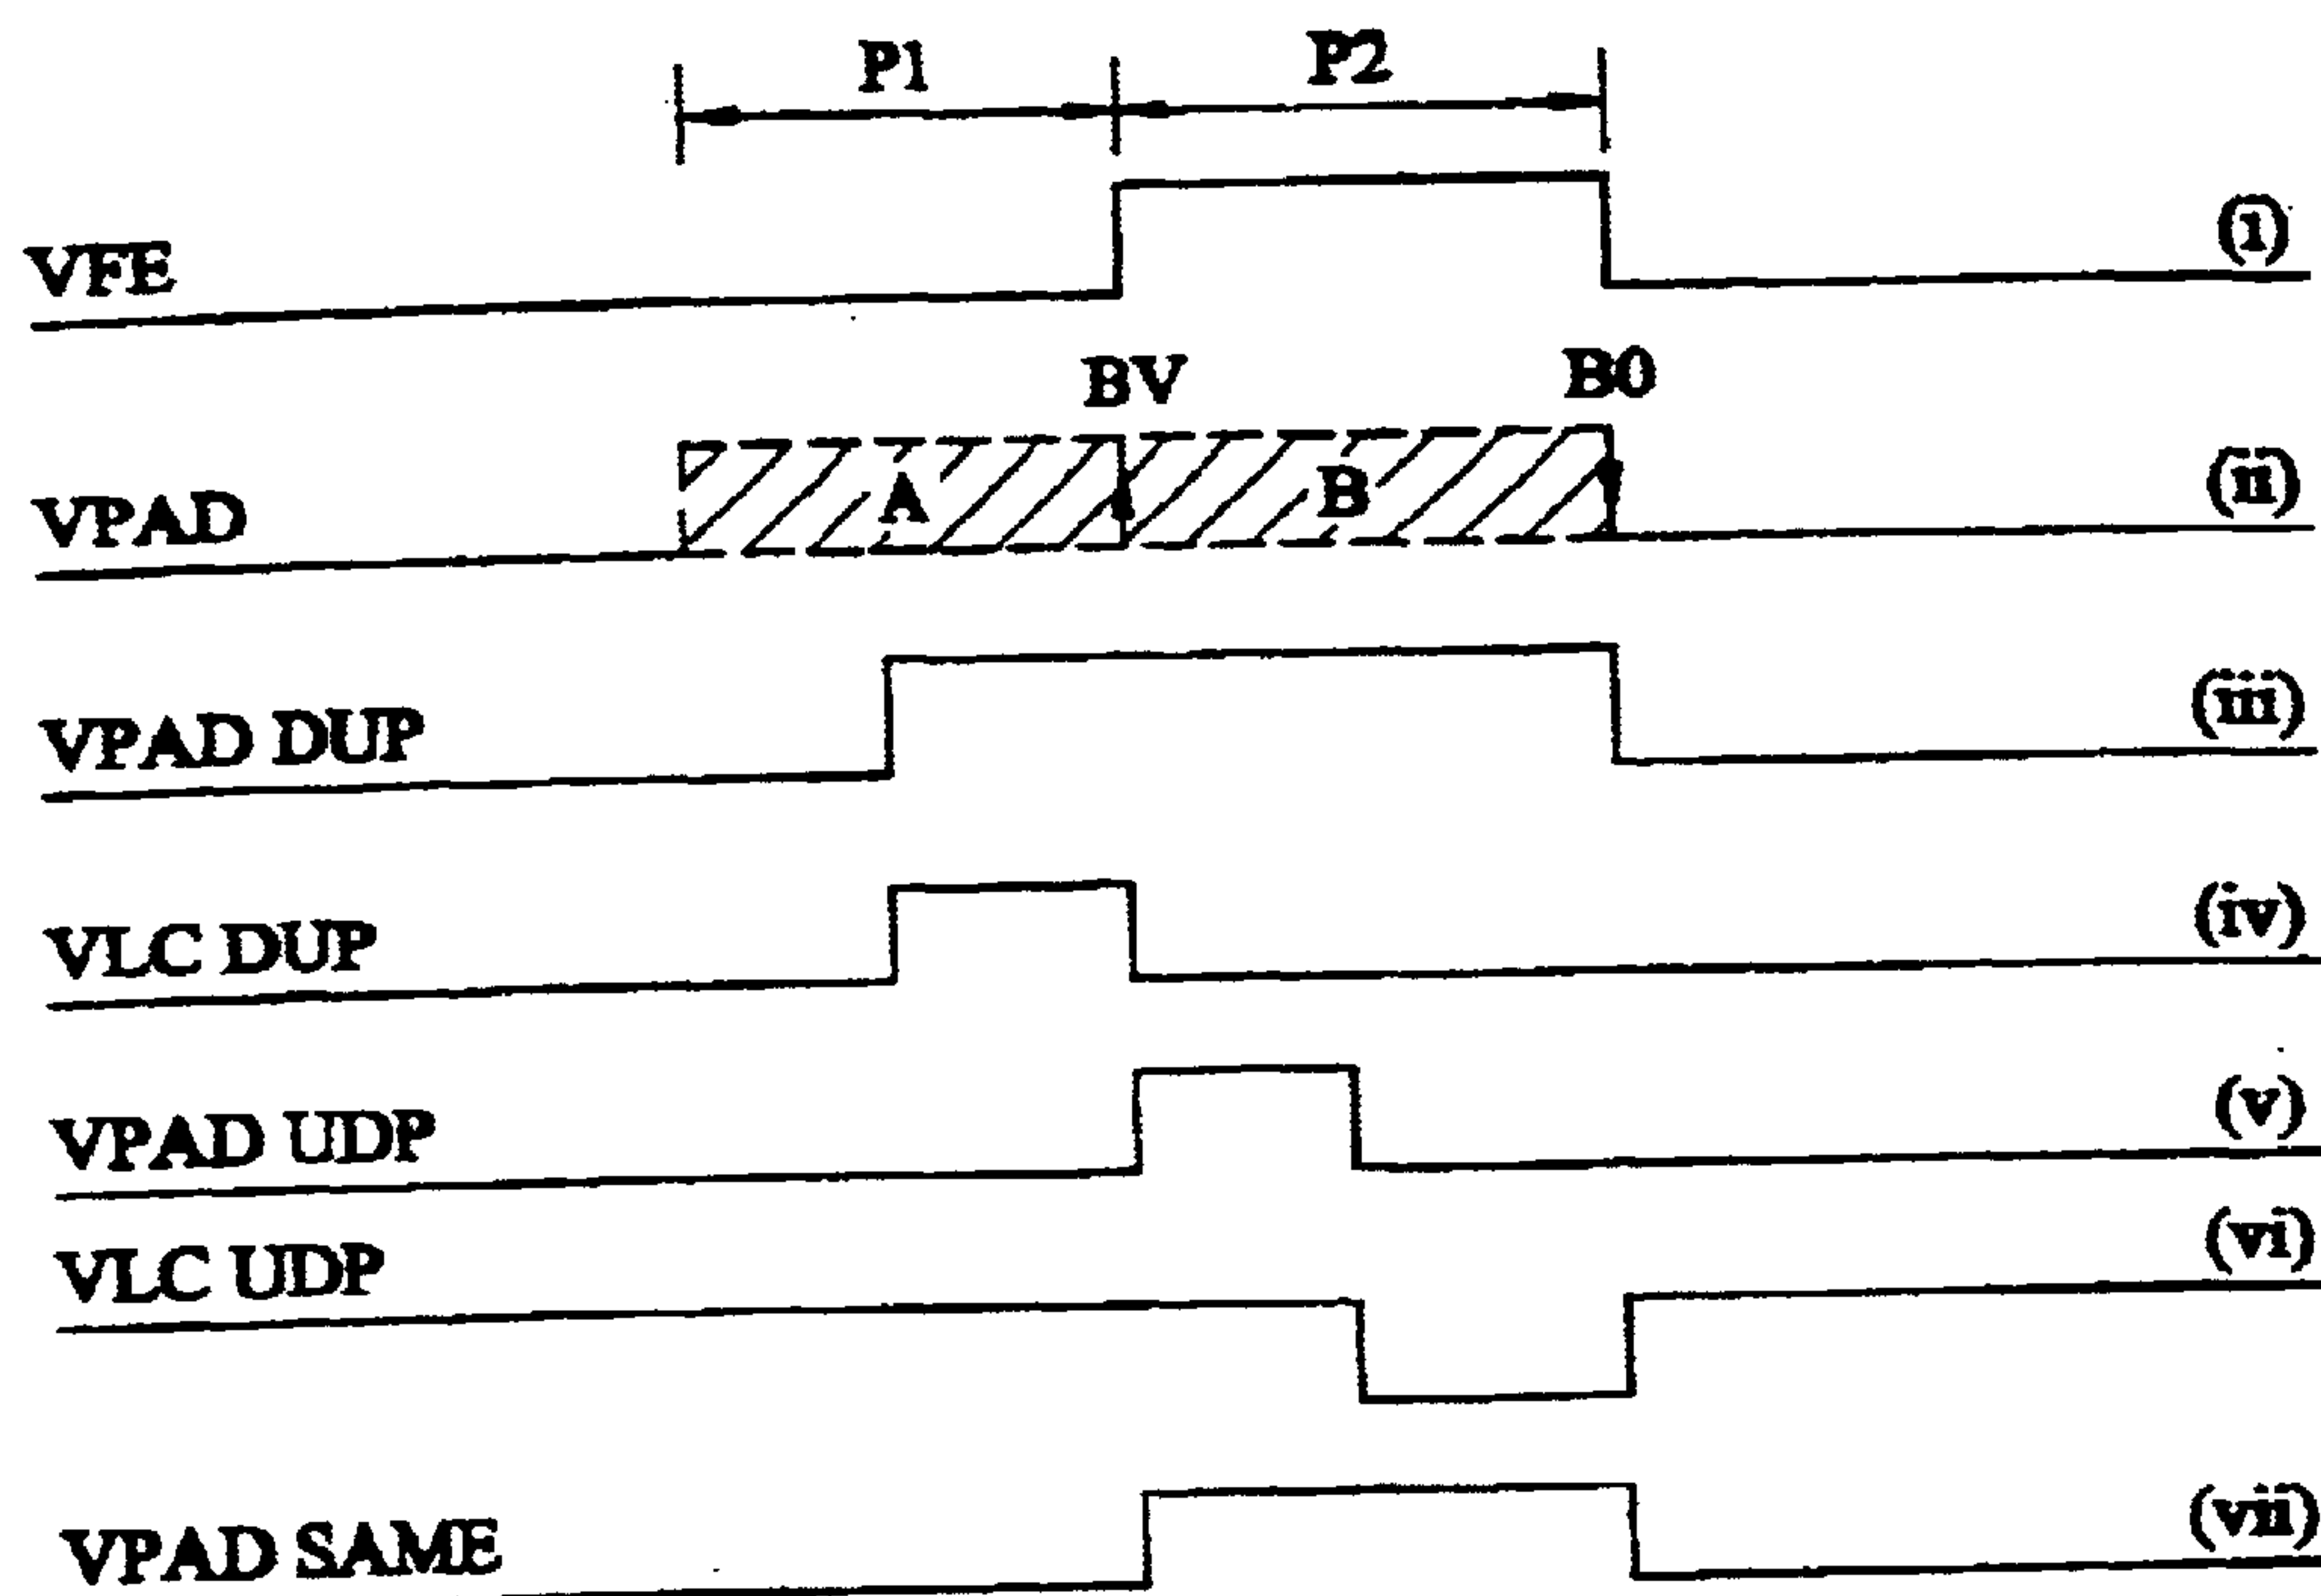 P1 P2
VFE (i)
BV B0
VPAD A B (ii)
VPAD DUP (iii)
VLC DUP (iv)
VPAD UDP (v)
VLC UDP (vi)
VPAD SAME (vii)